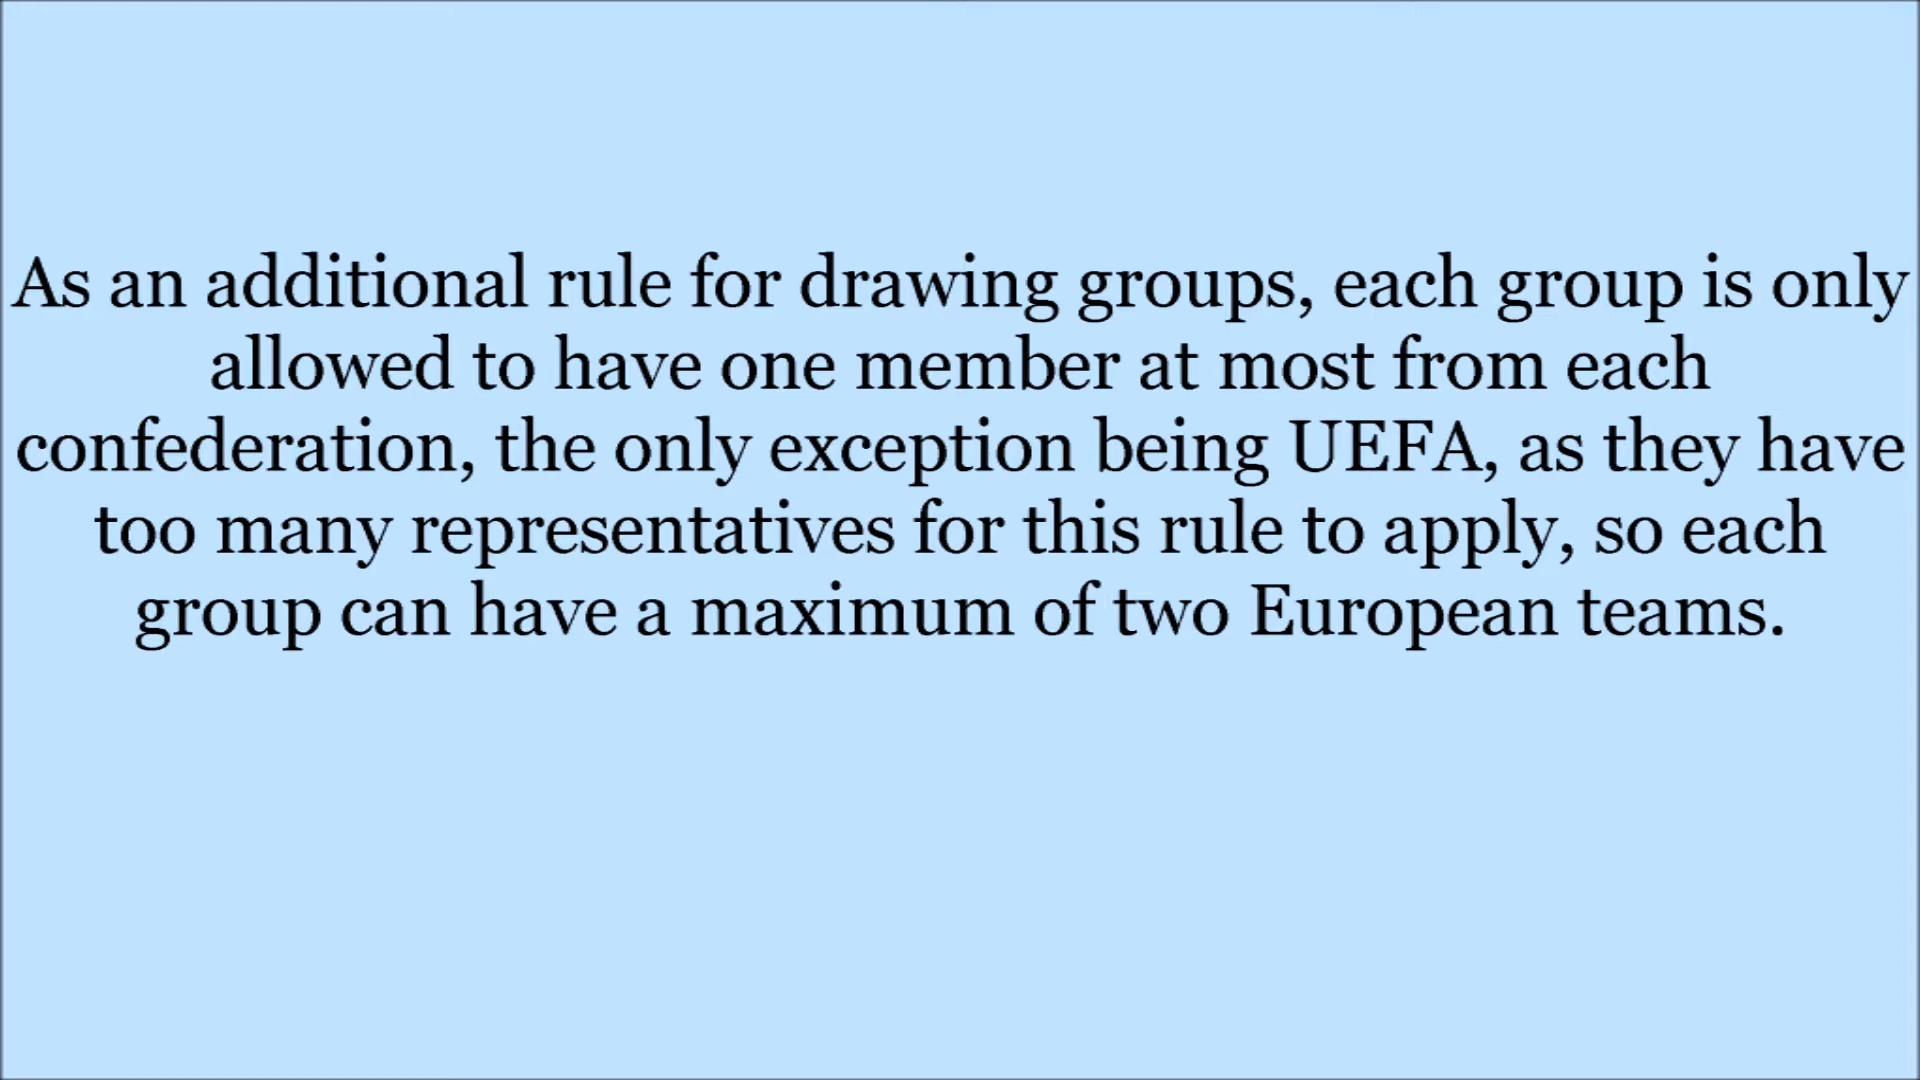 As an additional rule for drawing groups, each group is only
allowed to have one member at most from each
confederation, the only exception being UEFA, as they have
too many representatives for this rule to apply, so each
group can have a maximum of two European teams.